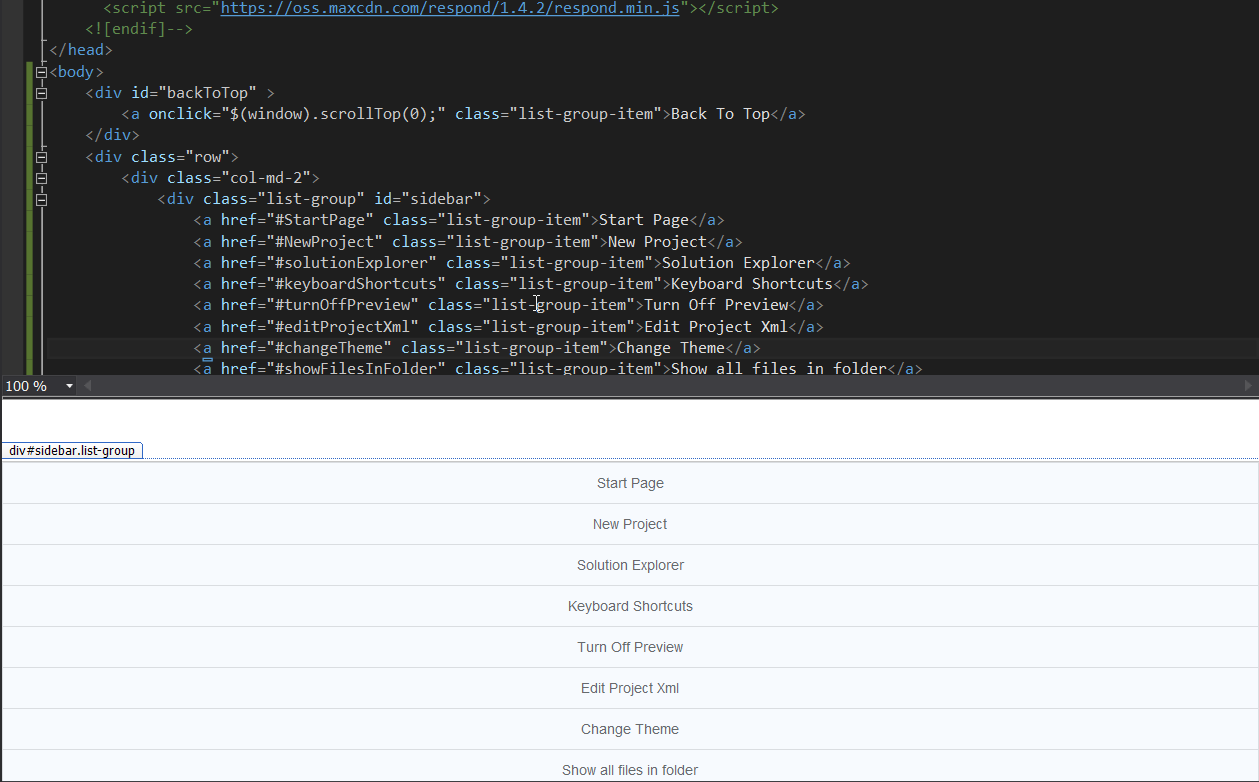 <script src="https://oss.maxcdn.com/respond/1.4.2/respond.min.js"></script>
<![endif]-->
</head>
<body>
<div id="backToTop" >
<a onclick="$(window).scrollTop(0);" class="list-group-item">Back To Top</a>
</div>
<div class="row">
<div class="col-md-2">
<div class="list-group" id="sidebar">
<a href="#StartPage" class="list-group-item">Start Page</a>
<a href="#NewProject" class="list-group-item">New Project</a>
<a href="#solutionExplorer" class="list-group-item">Solution Explorer</a>
<a href="#keyboardShortcuts" class="list-group-item">Keyboard Shortcuts</a>
<a href="#turnOffPreview" class="list-group-item">Turn Off Preview</a>
<a href="#editProjectXml" class="list-group-item">Edit Project Xml</a>
<a href="#changeTheme" class="list-group-item">Change Theme</a>
<a href="#showFilesInFolder" class="list-group-item">Show all files in folder</a>
100 %
div#sidebar.list-group
Start Page
New Project
Solution Explorer
Keyboard Shortcuts
Turn Off Preview
Edit Project Xml
Change Theme
Show all files in folder